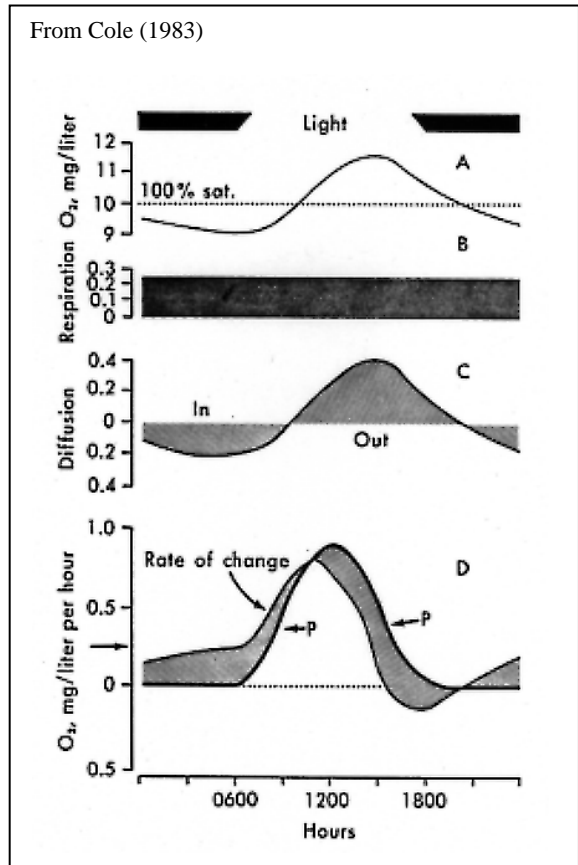 From Cole (1983)
Light
O₂, mg/liter
12
11
10
9
100% sat.
A
Respiration
0.3
0.2
0.1
0
B
Diffusion
0.4
0.2
0
0.2
0.4
In
Out
C
O₂, mg/liter per hour
1.0
0.5
0
0.5
Rate of change
P
P
D
0600 1200 1800
Hours